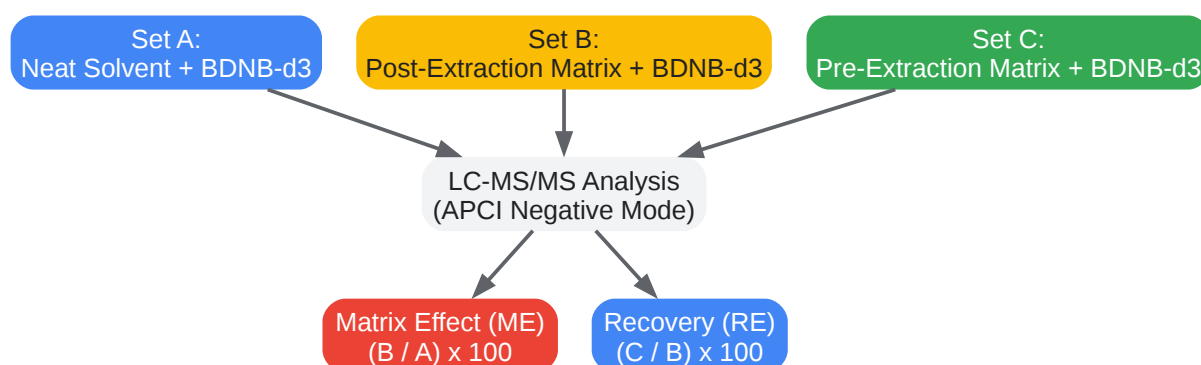 Set A:
Neat Solvent + BDNB-d3
Set B:
Post-Extraction Matrix + BDNB-d3
Set C:
Pre-Extraction Matrix + BDNB-d3
LC-MS/MS Analysis
(APCI Negative Mode)
Matrix Effect (ME)
(B / A) x 100
Recovery (RE)
(C / B) x 100